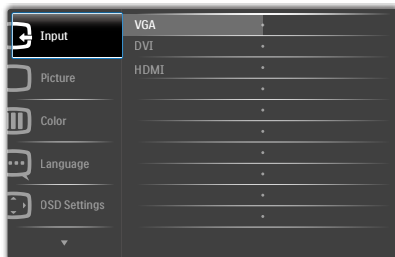 Input
Picture
Color
Language
OSD Settings
VGA
DVI
HDMI